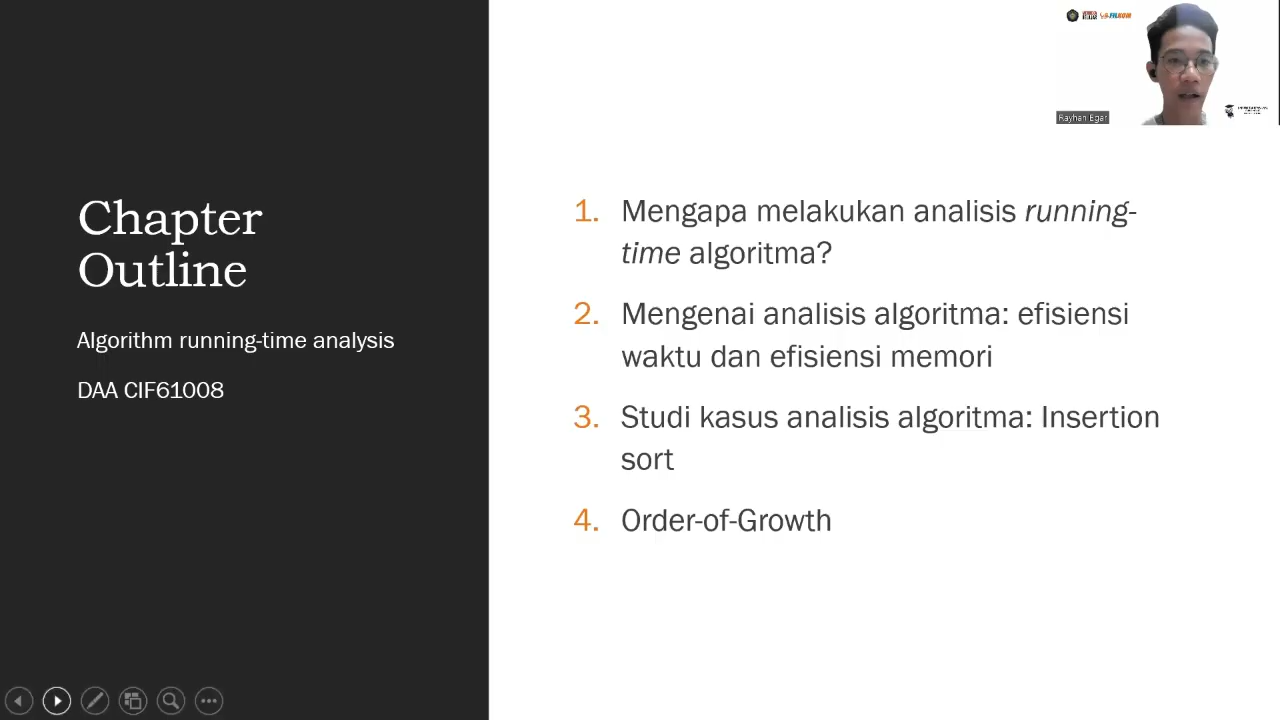 Chapter
Outline
Algorithm running-time analysis
DAA CIF61008
FILKOM
Rayhan Egar
1. Mengapa melakukan analisis running-
time algoritma?
2. Mengenai analisis algoritma: efisiensi
waktu dan efisiensi memori
3. Studi kasus analisis algoritma: Insertion
sort
4. Order-of-Growth